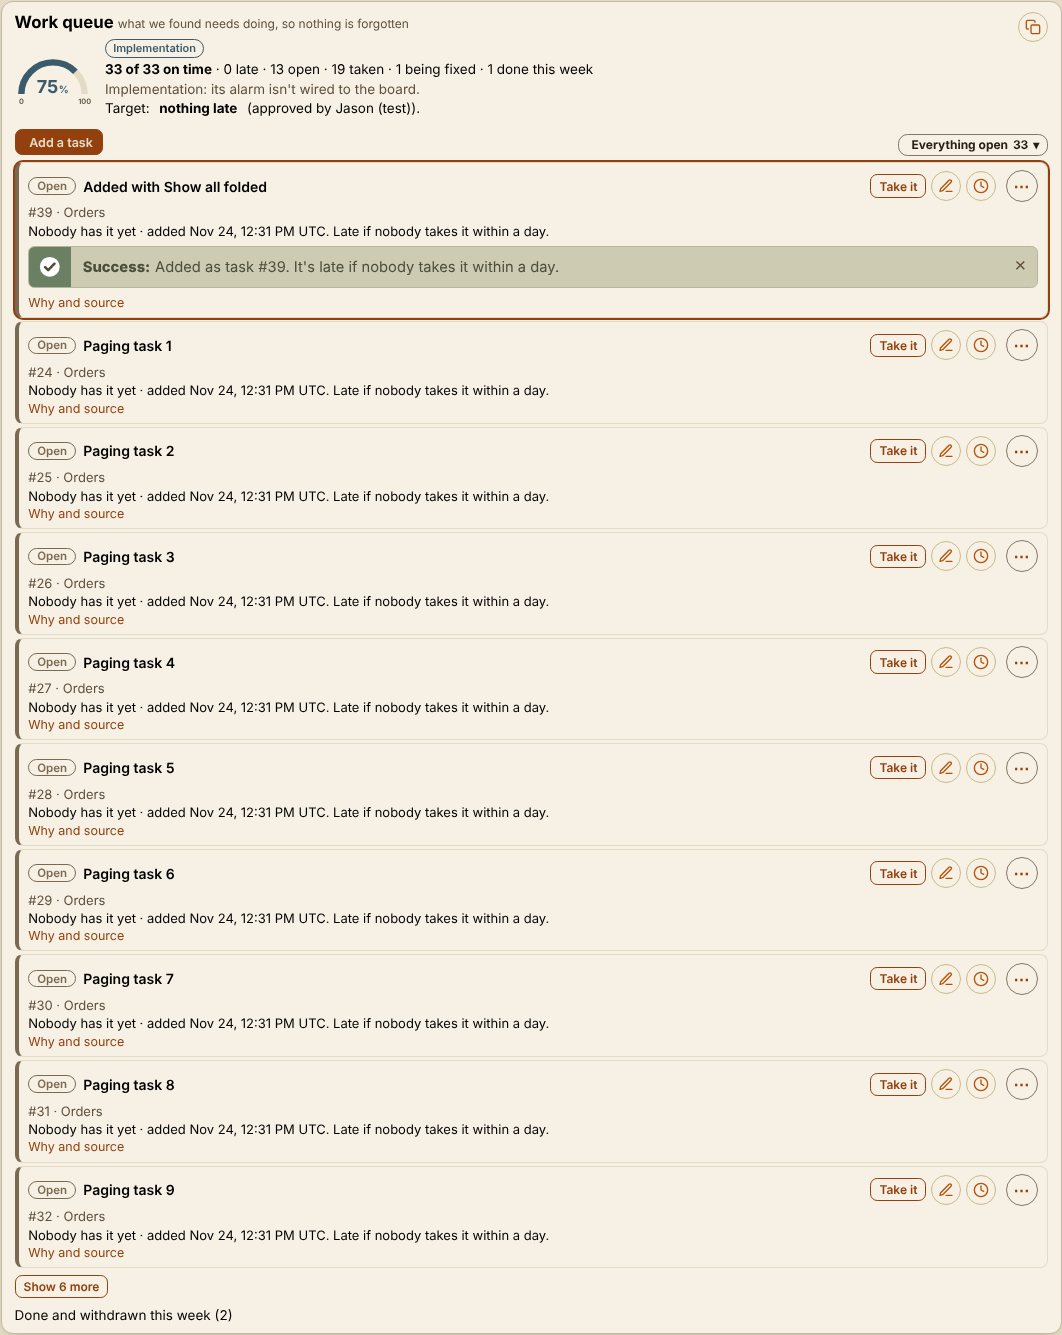 Work queue what we found needs doing, so nothing is forgotten
Implementation
75%
0 100
33 of 33 on time · 0 late · 13 open · 19 taken · 1 being fixed · 1 done this week
Implementation: its alarm isn't wired to the board.
Target: nothing late (approved by Jason (test)).
Add a task
Everything open 33 ▾
Open Added with Show all folded Take it ···
#39 · Orders
Nobody has it yet · added Nov 24, 12:31 PM UTC. Late if nobody takes it within a day.
Success: Added as task #39. It's late if nobody takes it within a day. ×
Why and source
Open Paging task 1 Take it ···
#24 · Orders
Nobody has it yet · added Nov 24, 12:31 PM UTC. Late if nobody takes it within a day.
Why and source
Open Paging task 2 Take it ···
#25 · Orders
Nobody has it yet · added Nov 24, 12:31 PM UTC. Late if nobody takes it within a day.
Why and source
Open Paging task 3 Take it ···
#26 · Orders
Nobody has it yet · added Nov 24, 12:31 PM UTC. Late if nobody takes it within a day.
Why and source
Open Paging task 4 Take it ···
#27 · Orders
Nobody has it yet · added Nov 24, 12:31 PM UTC. Late if nobody takes it within a day.
Why and source
Open Paging task 5 Take it ···
#28 · Orders
Nobody has it yet · added Nov 24, 12:31 PM UTC. Late if nobody takes it within a day.
Why and source
Open Paging task 6 Take it ···
#29 · Orders
Nobody has it yet · added Nov 24, 12:31 PM UTC. Late if nobody takes it within a day.
Why and source
Open Paging task 7 Take it ···
#30 · Orders
Nobody has it yet · added Nov 24, 12:31 PM UTC. Late if nobody takes it within a day.
Why and source
Open Paging task 8 Take it ···
#31 · Orders
Nobody has it yet · added Nov 24, 12:31 PM UTC. Late if nobody takes it within a day.
Why and source
Open Paging task 9 Take it ···
#32 · Orders
Nobody has it yet · added Nov 24, 12:31 PM UTC. Late if nobody takes it within a day.
Why and source
Show 6 more
Done and withdrawn this week (2)